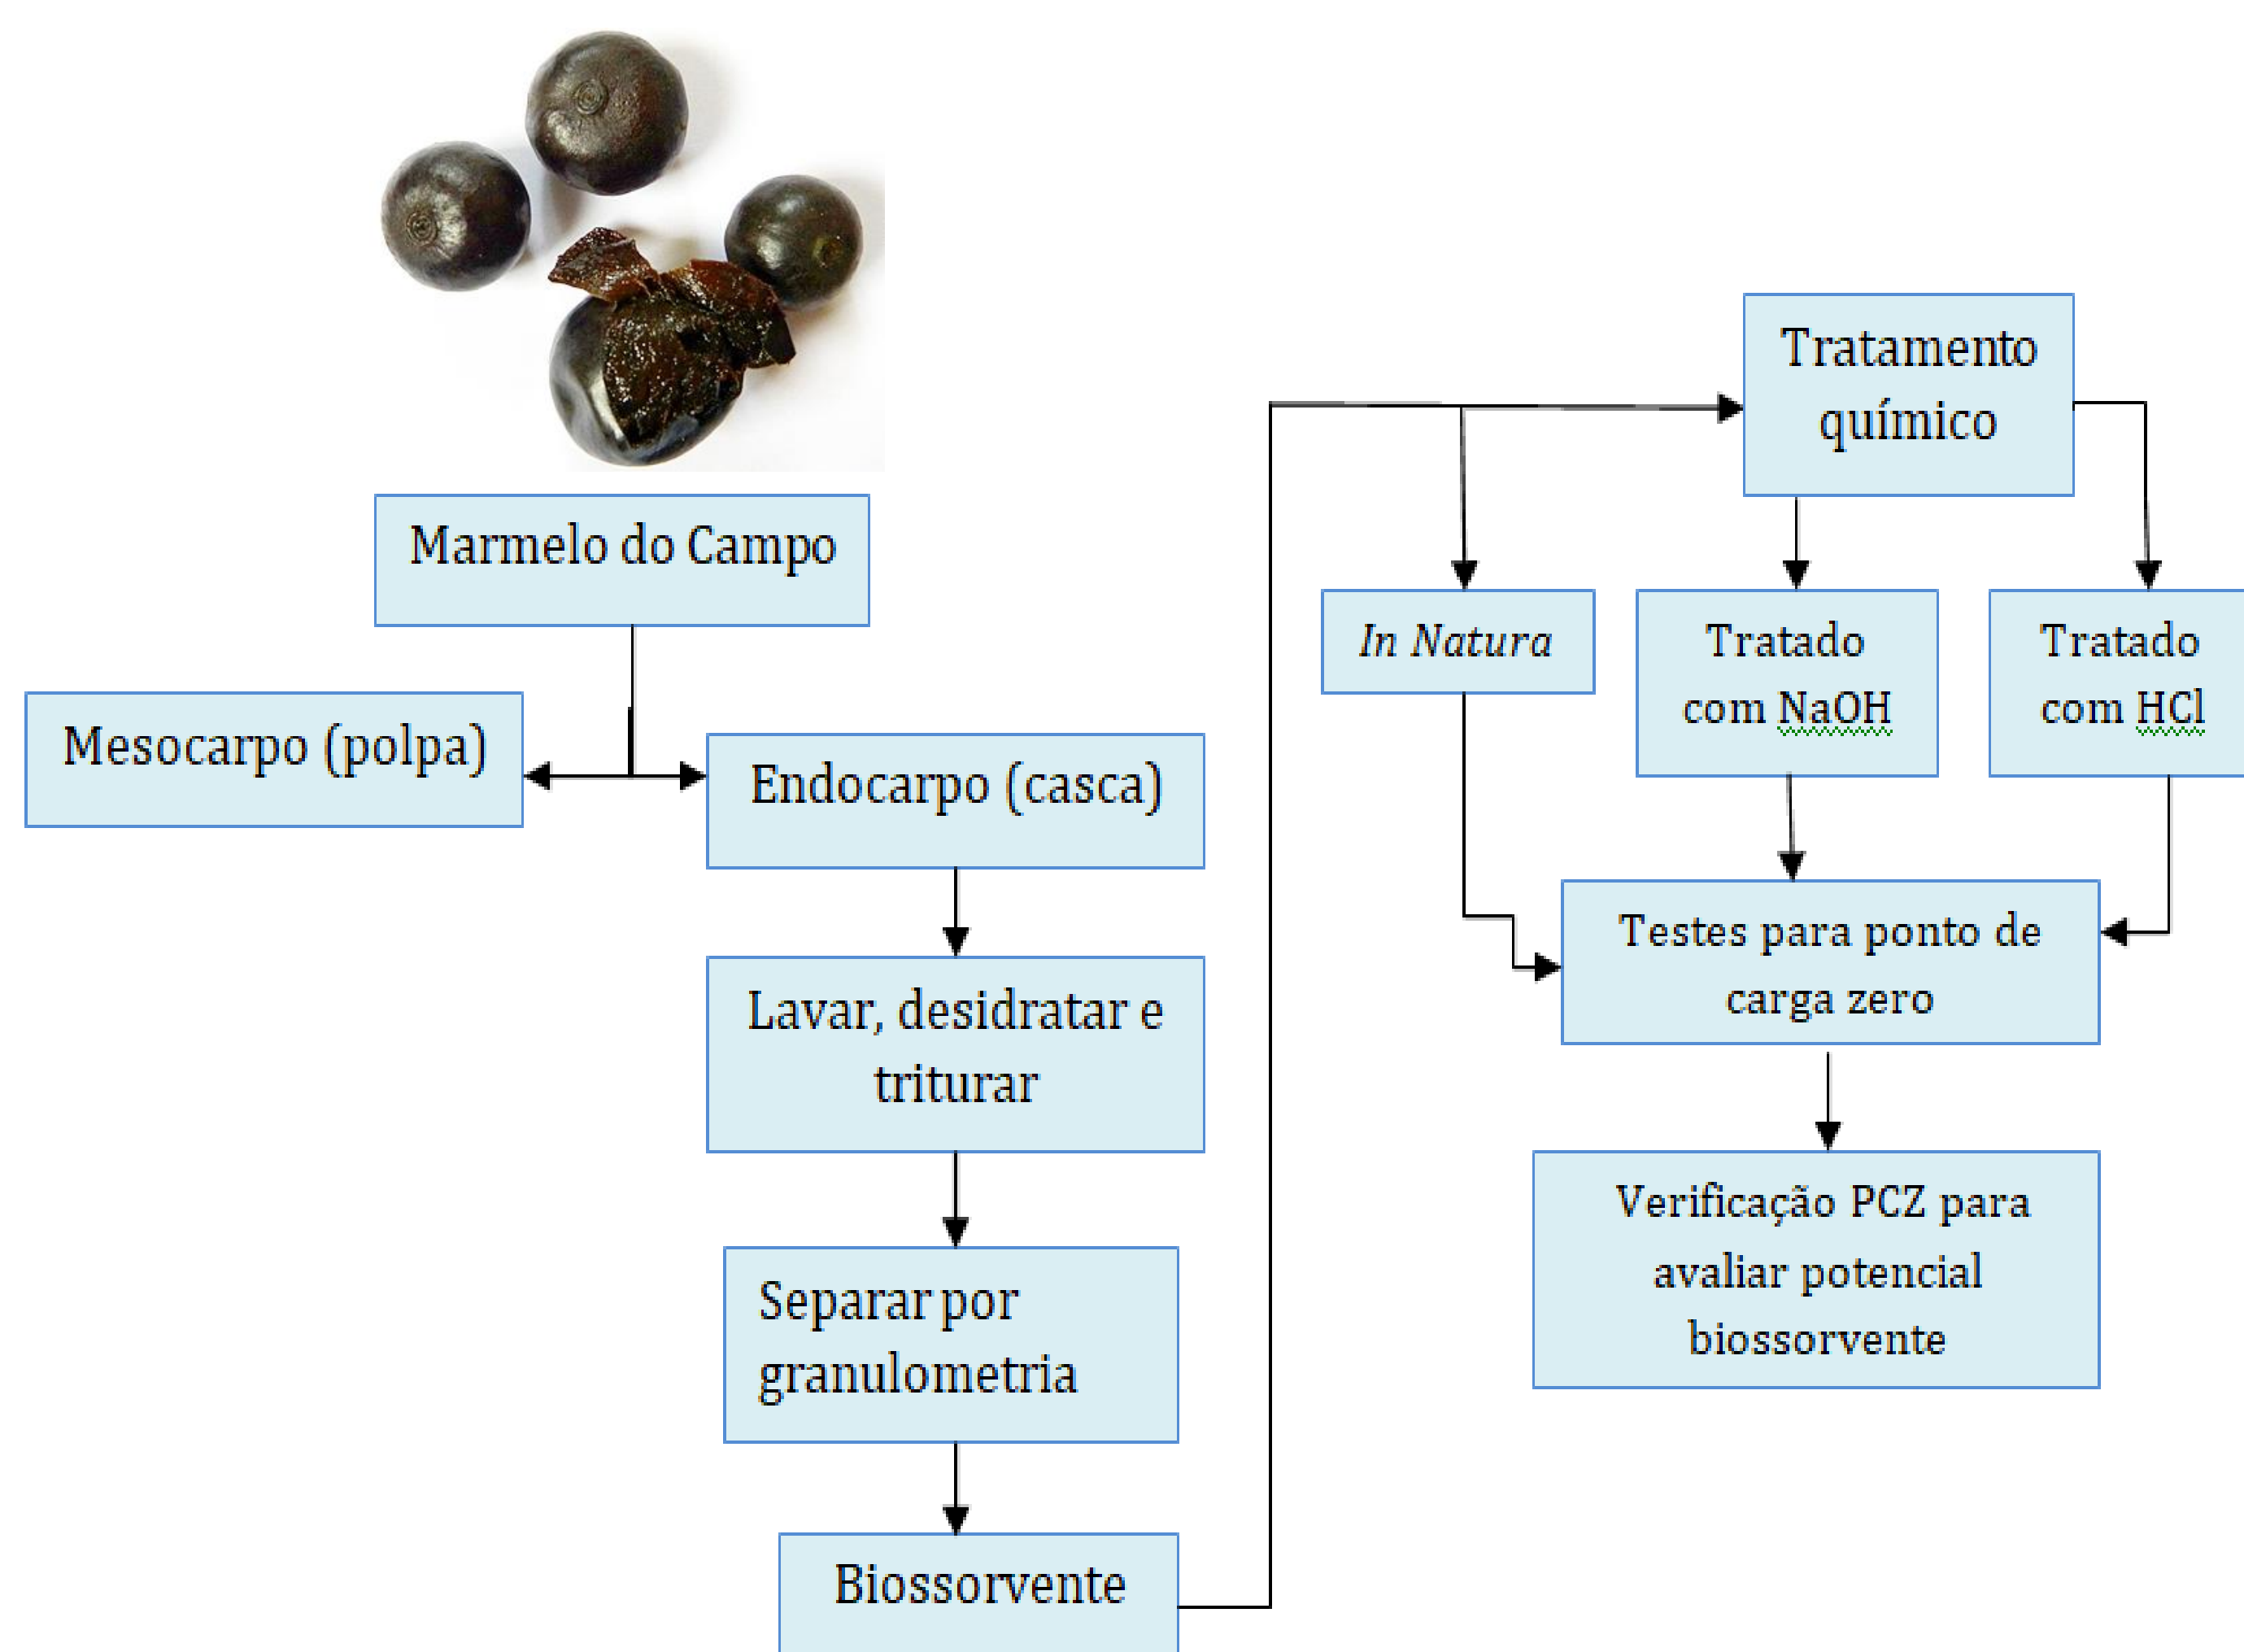 Marmelo do Campo
Mesocarpo (polpa)
Endocarpo (casca)
Lavar, desidratar e
triturar
Separar por
granulometria
Biossorvente
Tratamento
químico
In Natura
Tratado
com NaOH
Tratado
com HCl
Testes para ponto de
carga zero
Verificação PCZ para
avaliar potencial
biossorvente